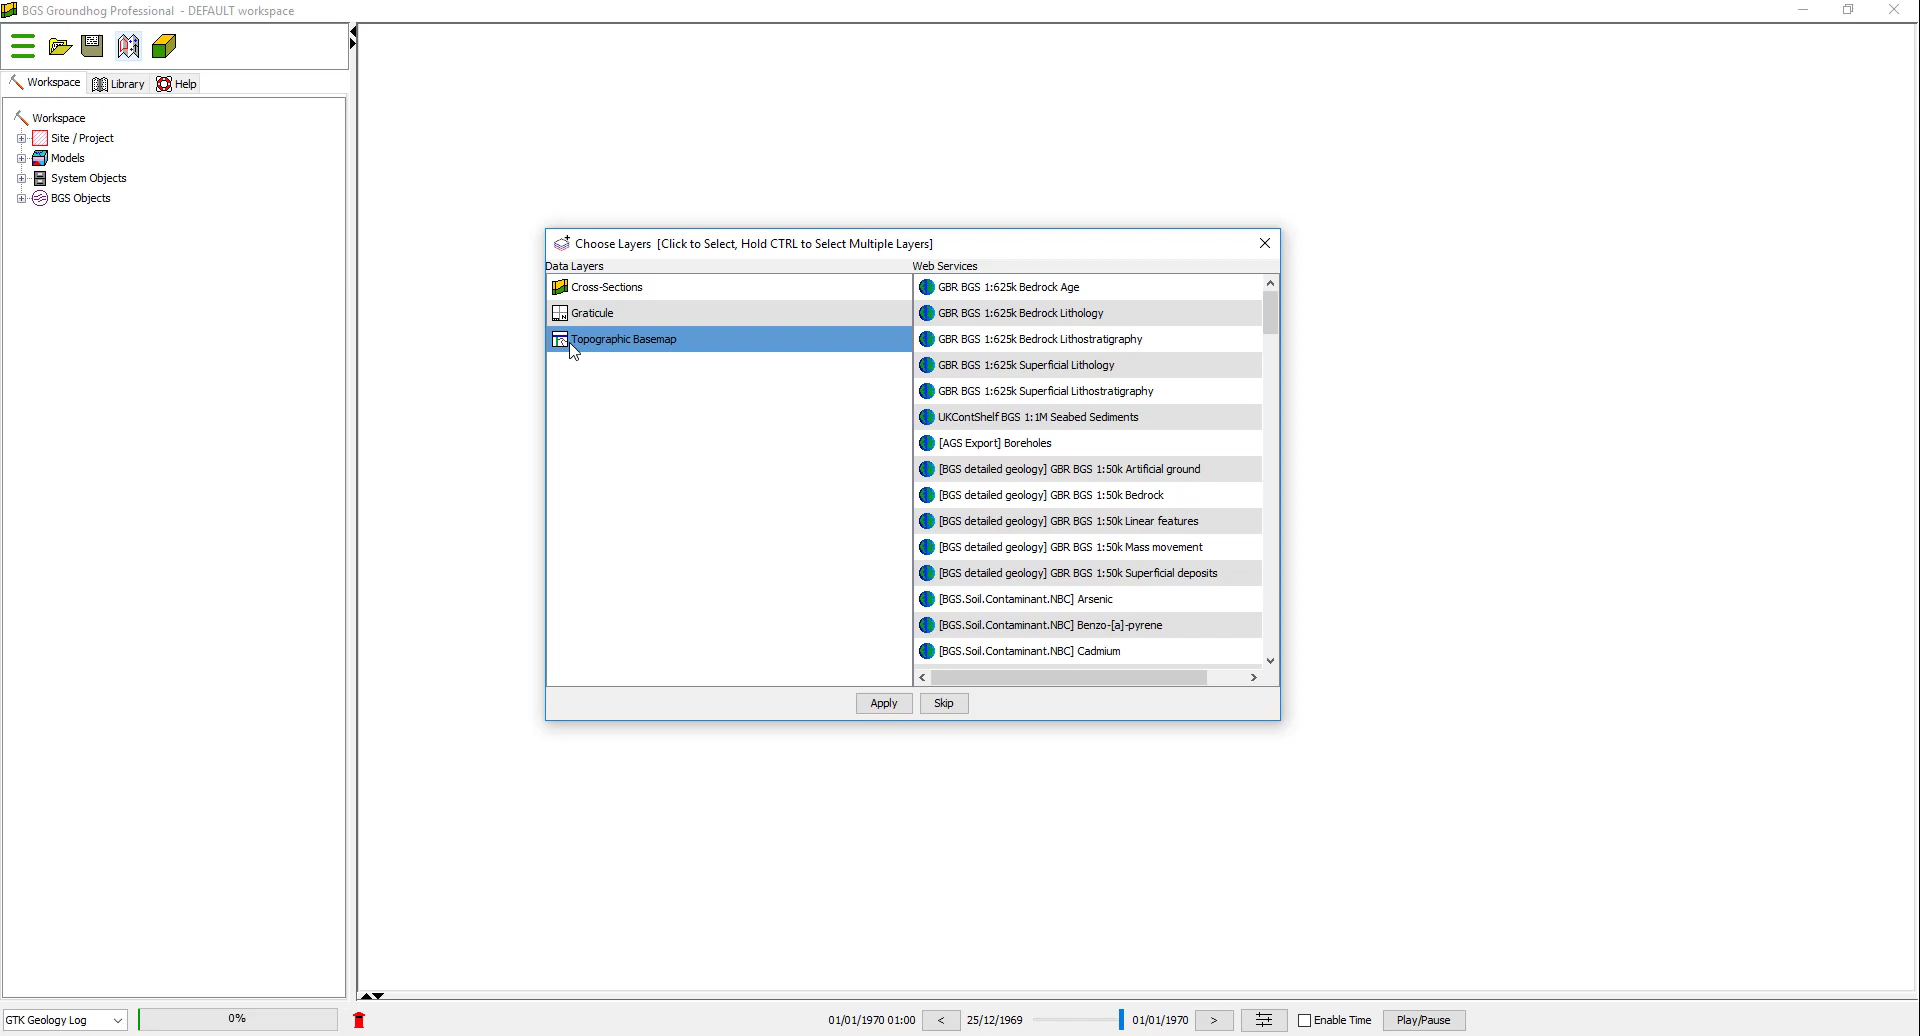 BGS Groundhog Professional - DEFAULT workspace
Workspace
Library
Help
Workspace
Site / Project
Models
System Objects
BGS Objects
Choose Layers [Click to Select, Hold CTRL to Select Multiple Layers]
Data Layers
Web Services
Cross-Sections
Graticule
Topographic Basemap
GBR BGS 1:625k Bedrock Age
GBR BGS 1:625k Bedrock Lithology
GBR BGS 1:625k Bedrock Lithostratigraphy
GBR BGS 1:625k Superficial Lithology
GBR BGS 1:625k Superficial Lithostratigraphy
UKContShelf BGS 1:1M Seabed Sediments
[AGS Export] Boreholes
[BGS detailed geology] GBR BGS 1:50k Artificial ground
[BGS detailed geology] GBR BGS 1:50k Bedrock
[BGS detailed geology] GBR BGS 1:50k Linear features
[BGS detailed geology] GBR BGS 1:50k Mass movement
[BGS detailed geology] GBR BGS 1:50k Superficial deposits
[BGS.Soil.Contaminant.NBC] Arsenic
[BGS.Soil.Contaminant.NBC] Benzo-[a]-pyrene
[BGS.Soil.Contaminant.NBC] Cadmium
Apply
Skip
GTK Geology Log
0%
01/01/1970 01:00
<
25/12/1969
01/01/1970
>
Enable Time
Play/Pause